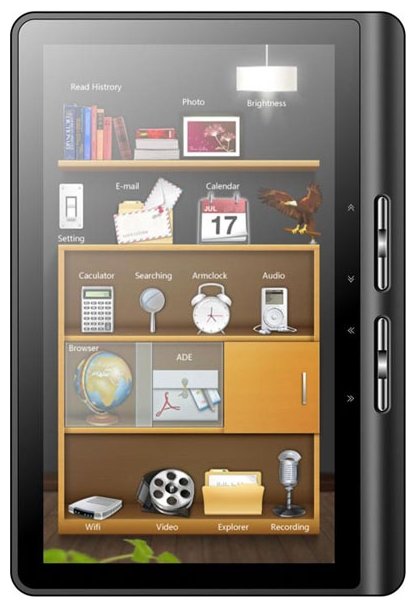 Read Histrory
Photo
Brightness
E-mail
Calendar
JUL
17
Setting
Caculator
Searching
Armclock
Audio
Browser
ADE
Wifi
Video
Explorer
Recording